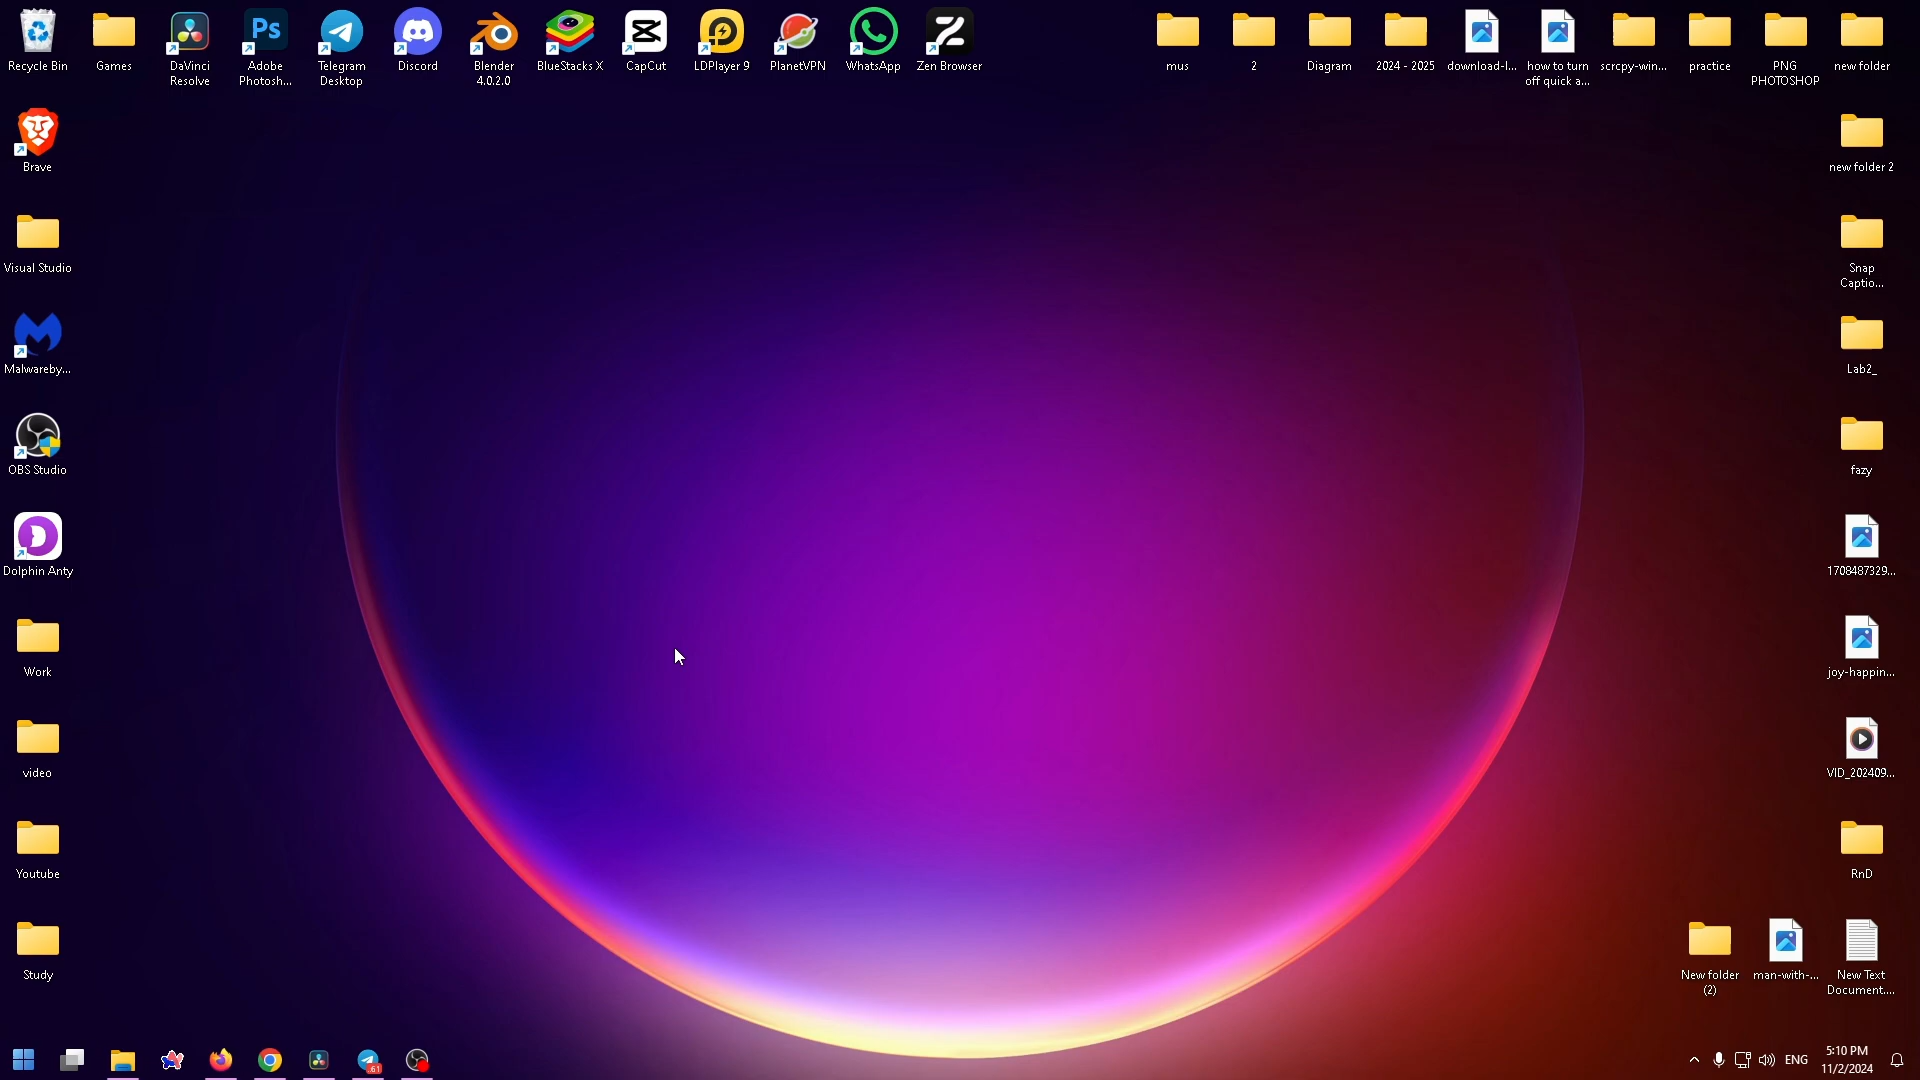 Recycle Bin
Games
DaVinci
Resolve
Ps
Adobe
Photosh...
Telegram
Desktop
Discord
Blender
4.0.2.0
BlueStacks X
CapCut
LDPlayer 9
PlanetVPN
WhatsApp
Zen Browser
mus
2
Diagram
2024 - 2025
download-l...
how to turn
off quick a...
scrcpy-win...
practice
PNG
PHOTOSHOP
new folder
Brave
new folder 2
Visual Studio
Snap
Captio...
Malwareby...
Lab2_
OBS Studio
fazy
Dolphin Anty
1708487329...
Work
joy-happin...
video
VID_202409...
Youtube
RnD
Study
New folder
(2)
man-with-...
New Text
Document....
61
ENG
5:10 PM
11/2/2024